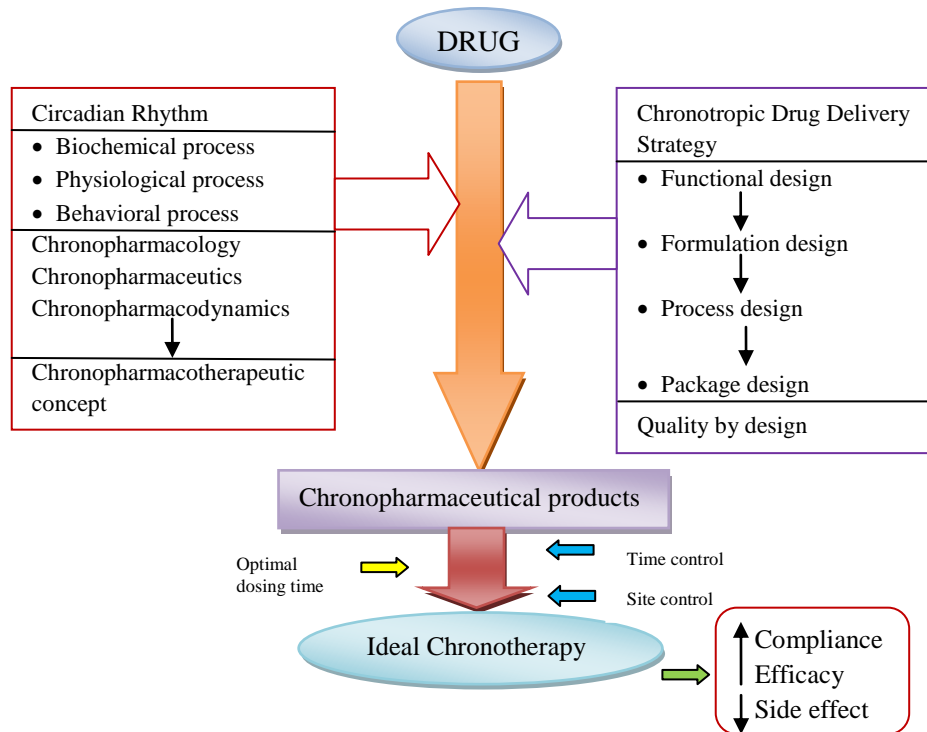 DRUG
Circadian Rhythm
• Biochemical process
• Physiological process
• Behavioral process
Chronopharmacology
Chronopharmaceutics
Chronopharmacodynamics
Chronopharmacotherapeutic
concept
Chronotropic Drug Delivery
Strategy
• Functional design
• Formulation design
• Process design
• Package design
Quality by design
Chronopharmaceutical products
Optimal
dosing time
Time control
Site control
Ideal Chronotherapy
Compliance
Efficacy
Side effect